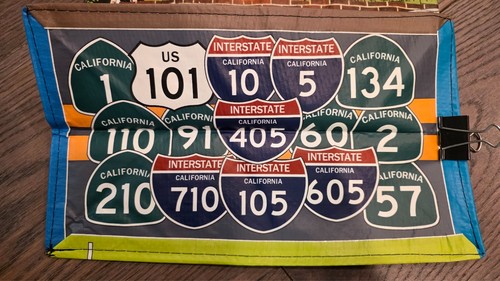 CALIFORNIA
1
US
101
INTERSTATE
CALIFORNIA
10
INTERSTATE
CALIFORNIA
5
CALIFORNIA
134
CALIFORNIA
110
CALIFORNIA
91
INTERSTATE
CALIFORNIA
405
CALIFORNIA
60
CALIFORNIA
2
CALIFORNIA
210
INTERSTATE
CALIFORNIA
710
INTERSTATE
CALIFORNIA
105
INTERSTATE
CALIFORNIA
605
CALIFORNIA
57